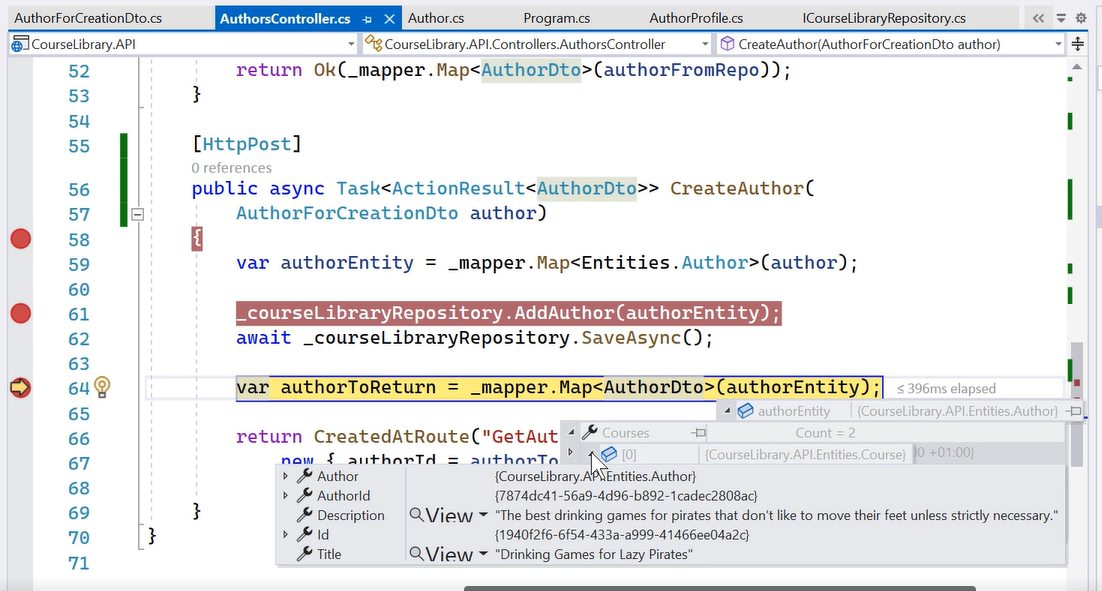 AuthorForCreationDto.cs AuthorsController.cs Author.cs Program.cs AuthorProfile.cs ICourseLibraryRepository.cs
CourseLibrary.API CourseLibrary.API.Controllers.AuthorsController CreateAuthor(AuthorForCreationDto author)
52 return Ok(_mapper.Map<AuthorDto>(authorFromRepo));
53 }
54
55 [HttpPost]
0 references
56 public async Task<ActionResult<AuthorDto>> CreateAuthor(
57 AuthorForCreationDto author)
58 {
59 var authorEntity = _mapper.Map<Entities.Author>(author);
60
61 _courseLibraryRepository.AddAuthor(authorEntity);
62 await _courseLibraryRepository.SaveAsync();
63
64 var authorToReturn = _mapper.Map<AuthorDto>(authorEntity); ≤ 396ms elapsed
65 authorEntity {CourseLibrary.API.Entities.Author}
66 return CreatedAtRoute("GetAut Courses Count = 2
67 new { authorId = authorTo [0] {CourseLibrary.API.Entities.Course} 00 +01:00}
68 Author {CourseLibrary.API.Entities.Author}
AuthorId {7874dc41-56a9-4d96-b892-1cadec2808ac}
69 } Description View "The best drinking games for pirates that don't like to move their feet unless strictly necessary."
70 } Id {1940f2f6-6f54-433a-a999-41466ee04a2c}
71 Title View "Drinking Games for Lazy Pirates"